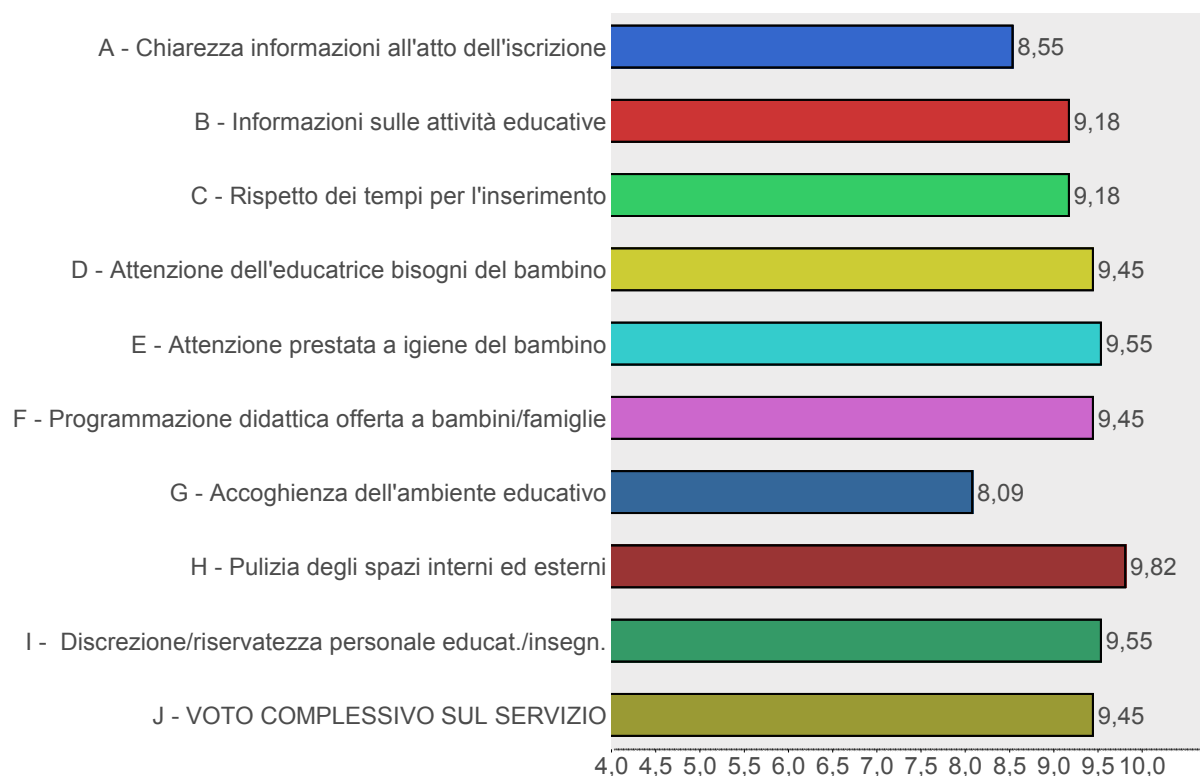 A - Chiarezza informazioni all'atto dell'iscrizione 8,55
B - Informazioni sulle attività educative 9,18
C - Rispetto dei tempi per l'inserimento 9,18
D - Attenzione dell'educatrice bisogni del bambino 9,45
E - Attenzione prestata a igiene del bambino 9,55
F - Programmazione didattica offerta a bambini/famiglie 9,45
G - Accoghienza dell'ambiente educativo 8,09
H - Pulizia degli spazi interni ed esterni 9,82
I -  Discrezione/riservatezza personale educat./insegn. 9,55
J - VOTO COMPLESSIVO SUL SERVIZIO 9,45
4,0 4,5 5,0 5,5 6,0 6,5 7,0 7,5 8,0 8,5 9,0 9,5 10,0